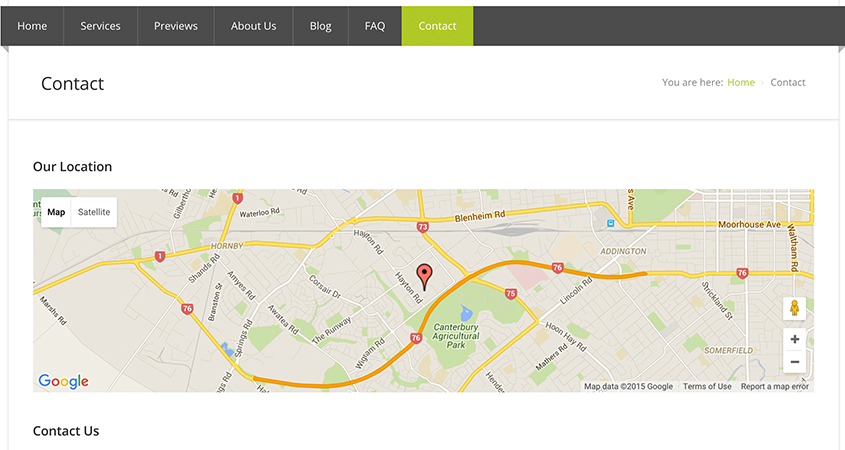 Home Services Previews About Us Blog FAQ Contact
Contact
You are here: Home Contact
Our Location
Map Satellite
1
Waterloo Rd
Blenheim Rd
73
Moorhouse Ave
Waltham Rd
HORNBY
Hayton Rd
1
Shands Rd
ADDINGTON
76
76
Amyes Rd
Corsair Dr
Hayton Rd
Lincoln Rd
75
Strickland St
Marshs Rd
76
Branston St
Springs Rd
Awatea Rd
The Runway
Wigram Rd
76
Canterbury
Agricultural
Park
Hoon Hay Rd
Mathers Rd
SOMERFIELD
Springs Rd
Google
Map data ©2015 Google Terms of Use Report a map error
Contact Us